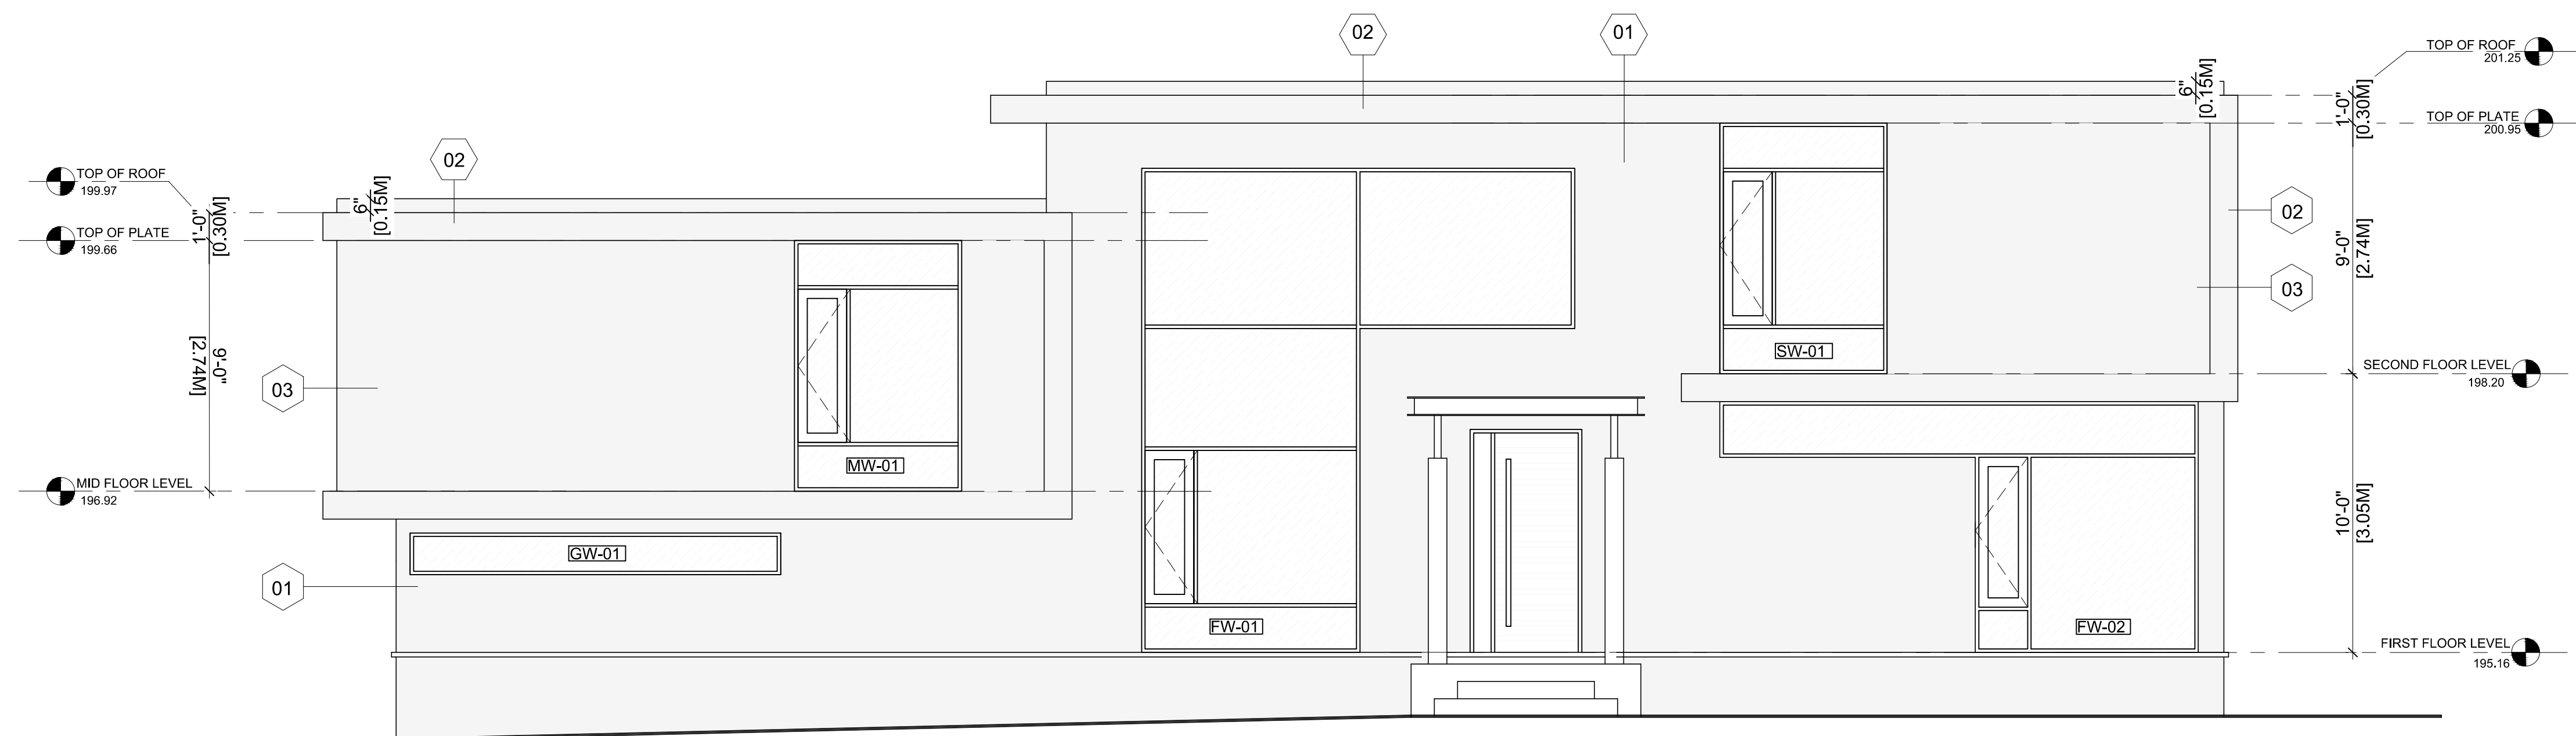 02
01
TOP OF ROOF
201.25
6"
[0.15M]
1'-0"
[0.30M]
TOP OF PLATE
200.95
02
TOP OF ROOF
199.97
6"
[0.15M]
1'-0"
[0.30M]
TOP OF PLATE
199.66
02
9'-0"
[2.74M]
03
9'-0"
[2.74M]
03
SW-01
SECOND FLOOR LEVEL
198.20
MW-01
MID FLOOR LEVEL
196.92
10'-0"
[3.05M]
GW-01
01
FW-01
FW-02
FIRST FLOOR LEVEL
195.16